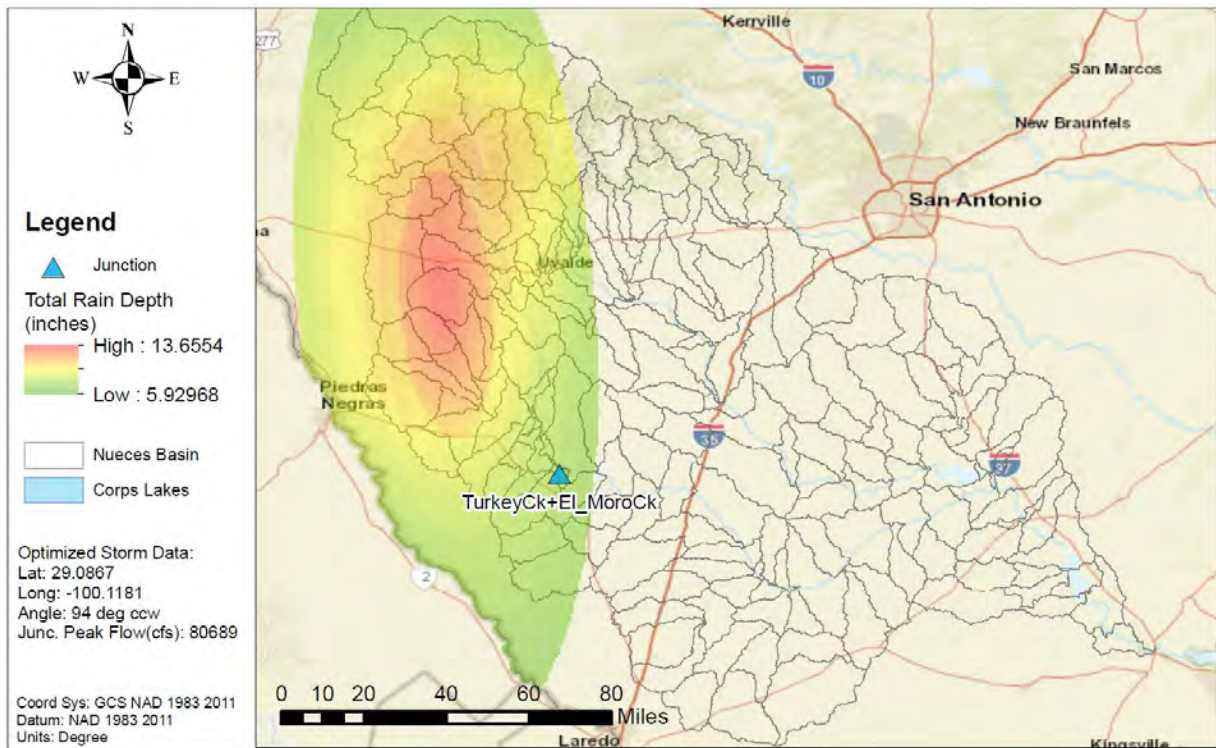 N
W E
S
Legend
Junction
Total Rain Depth
(inches)
High : 13.6554
Low : 5.92968
Nueces Basin
Corps Lakes
Optimized Storm Data:
Lat: 29.0867
Long: -100.1181
Angle: 94 deg ccw
Junc. Peak Flow(cfs): 80689
Coord Sys: GCS NAD 1983 2011
Datum: NAD 1983 2011
Units: Degree
277
Kerrville
10
San Marcos
New Braunfels
San Antonio
na
Uvalde
Piedras
Negras
35
37
TurkeyCk+El_MoroCk
2
0 10 20 40 60 80
Miles
Laredo
Kingsville